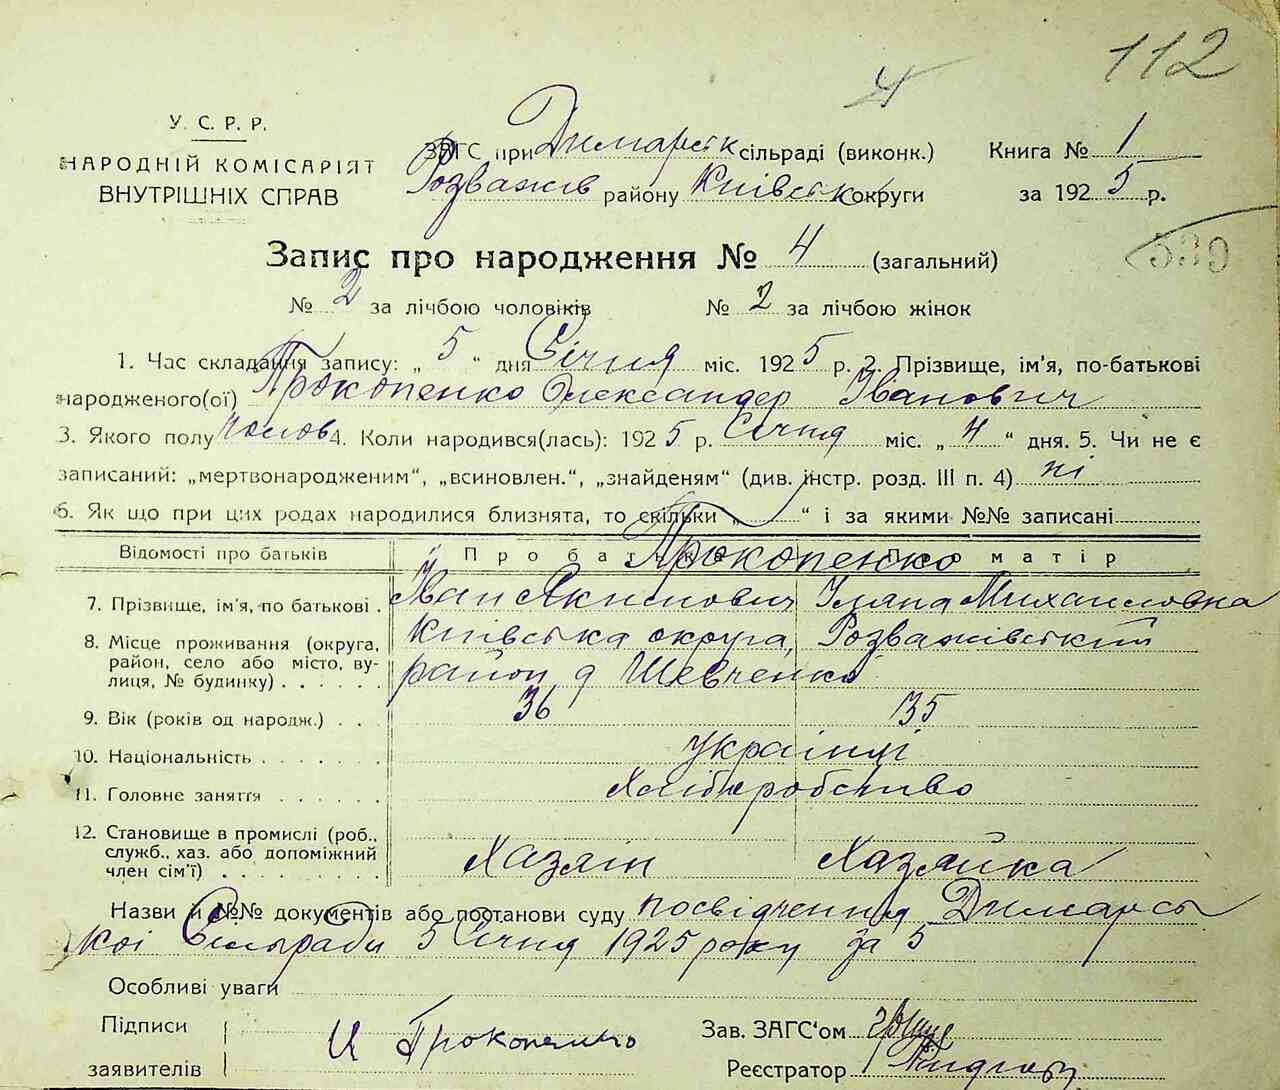 112
4
У. С. Р. Р.
НАРОДНІЙ КОМІСАРІЯТ
ВНУТРІШНІХ СПРАВ
ЗАГС при Димарськ сільраді (виконк.) Книга № 1
Розважів району Київськ округи за 1925 р.
539
Запис про народження № 4 (загальний)
№ 2 за лічбою чоловіків № 2 за лічбою жінок
1. Час складання запису: „ 5 “ дня Січня міс. 1925 р. 2. Прізвище, ім'я, по-батькові
народженого(ої) Прокопенко Олександер Іванович
3. Якого полу чолов 4. Коли народився(лась): 1925 р. Січня міс. „ 4 “ дня. 5. Чи не є
записаний: „мертвонародженим“, „всиновлен.“, „знайденям“ (див. інстр. розд. III п. 4) ні
6. Як що при цих родах народилися близнята, то скільки „ “ і за якими №№ записані
Відомості про батьків Про батька Про матір
Прокопенко
7. Прізвище, ім'я, по батькові . Іван Якимович Уляна Михайловна
8. Місце проживання (округа, Київська округа, Розважівський
район, село або місто, ву- район д Шевченко
лиця, № будинку) . . . . .
9. Вік (років од народж.) . . 36 35
10. Національність . . . . . . . українці
11. Головне заняття . . . . . . Хліборобство
12. Становище в промислі (роб.,
служб., хаз. або допоміжний Хазяїн Хазяйка
член сім'ї) . . . . . . . .
Назви й №№ документів або постанови суду посвідчення Димарсь
кої Сільради 5 Січня 1925 року за 5
Особливі уваги
Підписи Зав. ЗАГС'ом
И Прокопенко
заявителів Реєстратор